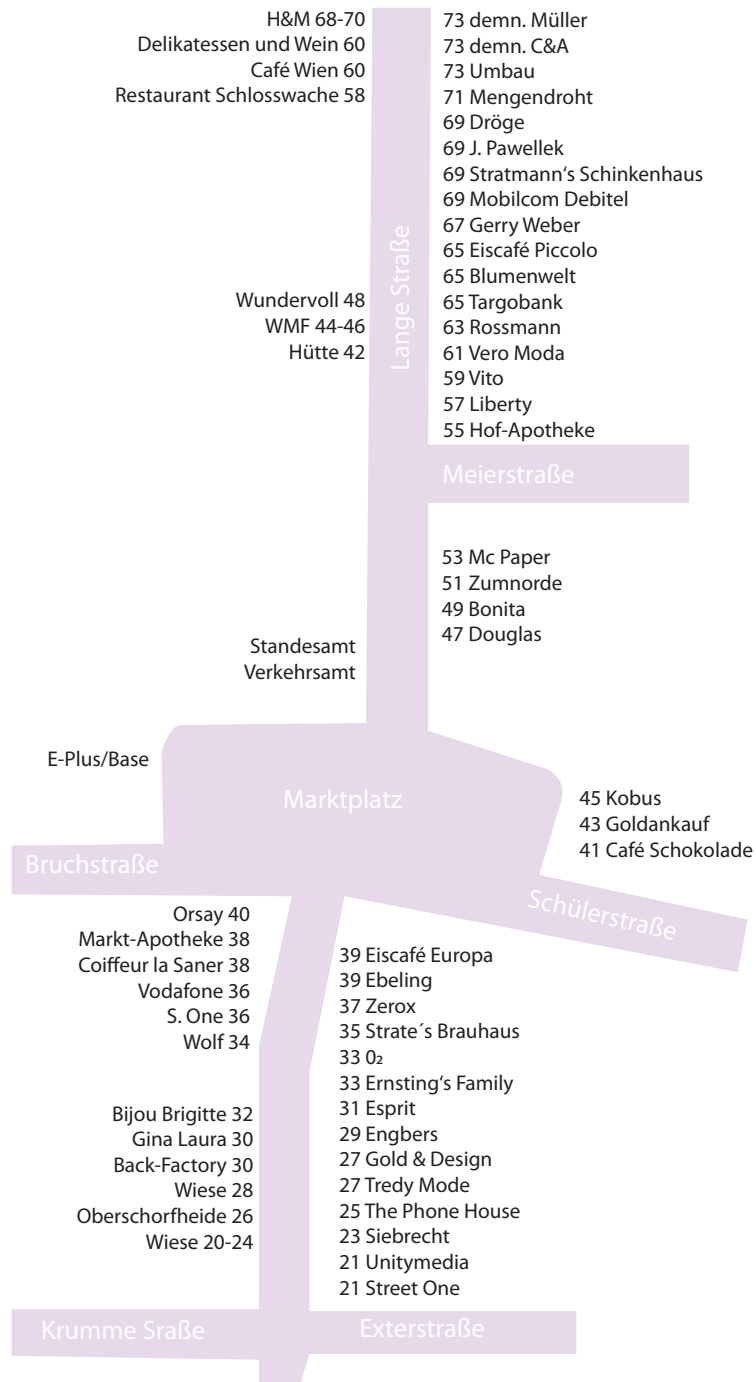 H&M 68-70
Delikatessen und Wein 60
Café Wien 60
Restaurant Schlosswache 58
73 demn. Müller
73 demn. C&A
73 Umbau
71 Mengendroht
69 Dröge
69 J. Pawellek
69 Stratmann‘s Schinkenhaus
69 Mobilcom Debitel
67 Gerry Weber
65 Eiscafé Piccolo
65 Blumenwelt
65 Targobank
63 Rossmann
61 Vero Moda
59 Vito
57 Liberty
55 Hof-Apotheke
Lange Straße
Wundervoll 48
WMF 44-46
Hütte 42
Meierstraße
53 Mc Paper
51 Zumnorde
49 Bonita
47 Douglas
Standesamt
Verkehrsamt
E-Plus/Base
Marktplatz
45 Kobus
43 Goldankauf
41 Café Schokolade
Bruchstraße
Schülerstraße
Orsay 40
Markt-Apotheke 38
Coiffeur la Saner 38
Vodafone 36
S. One 36
Wolf 34
39 Eiscafé Europa
39 Ebeling
37 Zerox
35 Strate´s Brauhaus
33 0₂
33 Ernsting‘s Family
31 Esprit
29 Engbers
27 Gold & Design
27 Tredy Mode
25 The Phone House
23 Siebrecht
21 Unitymedia
21 Street One
Bijou Brigitte 32
Gina Laura 30
Back-Factory 30
Wiese 28
Oberschorfheide 26
Wiese 20-24
Krumme Sraße
Exterstraße